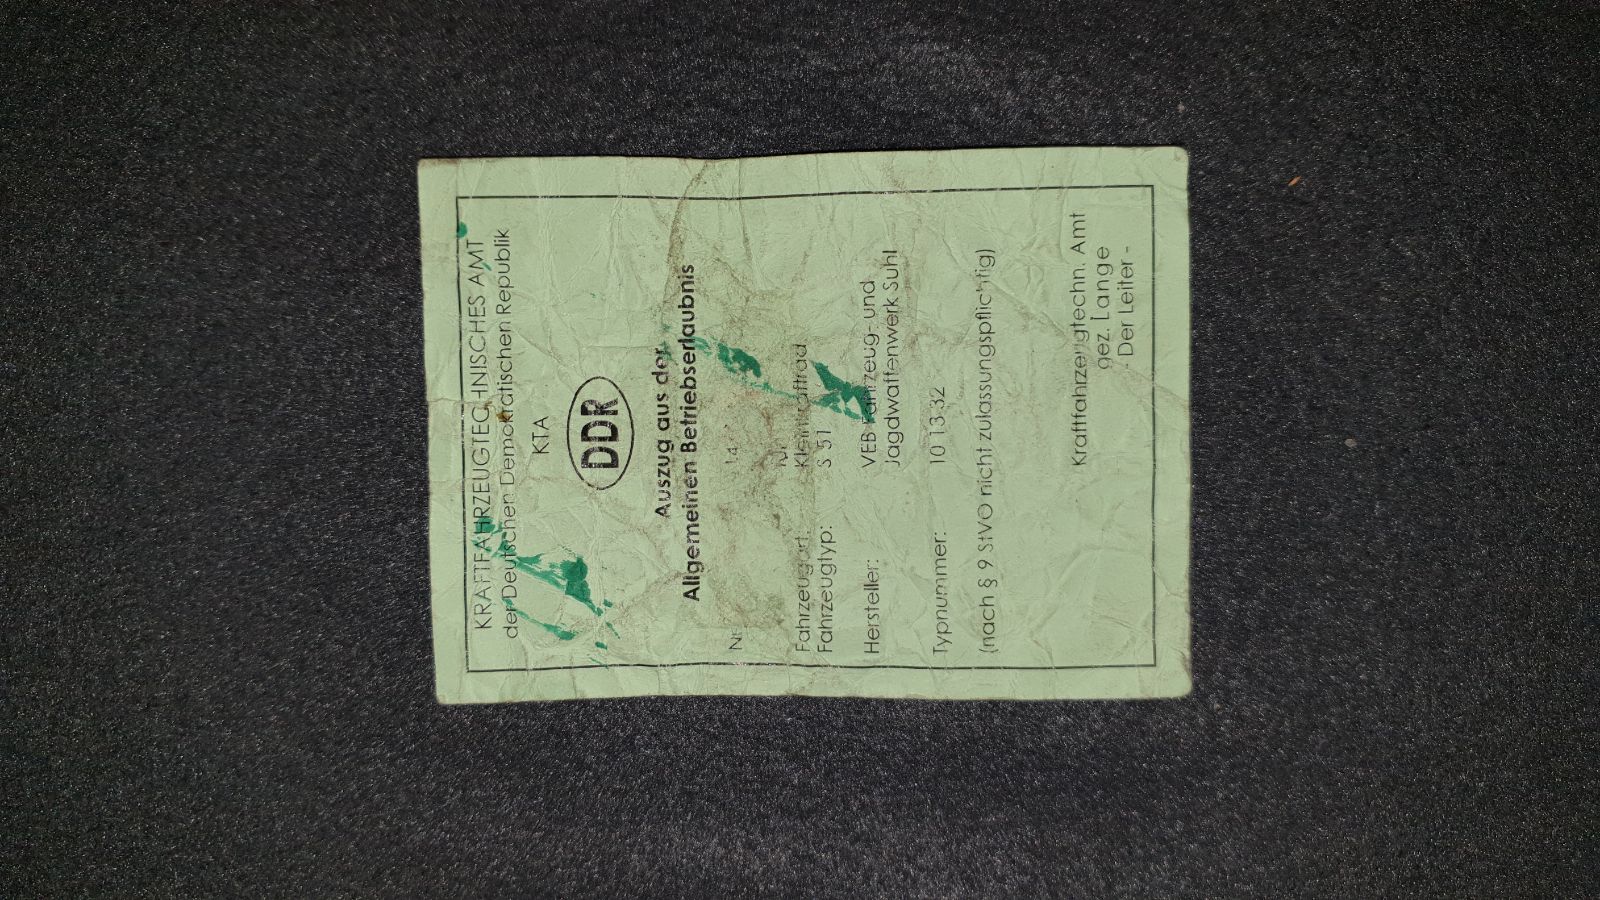 KRAFTFAHRZEUGTECHNISCHES AMT
der Deutschen Demokratischen Republik
KTA
DDR
Auszug aus der
Allgemeinen Betriebserlaubnis
Nr.
für
Fahrzeugart: Kleinkraftrad
Fahrzeugtyp: S 51
Hersteller: VEB Fahrzeug- und
Jagdwaffenwerk Suhl
Typnummer: 10 13 32
(nach § 9 StVO nicht zulassungspflichtig)
Kraftfahrzeugtechn. Amt
gez. Lange
- Der Leiter -